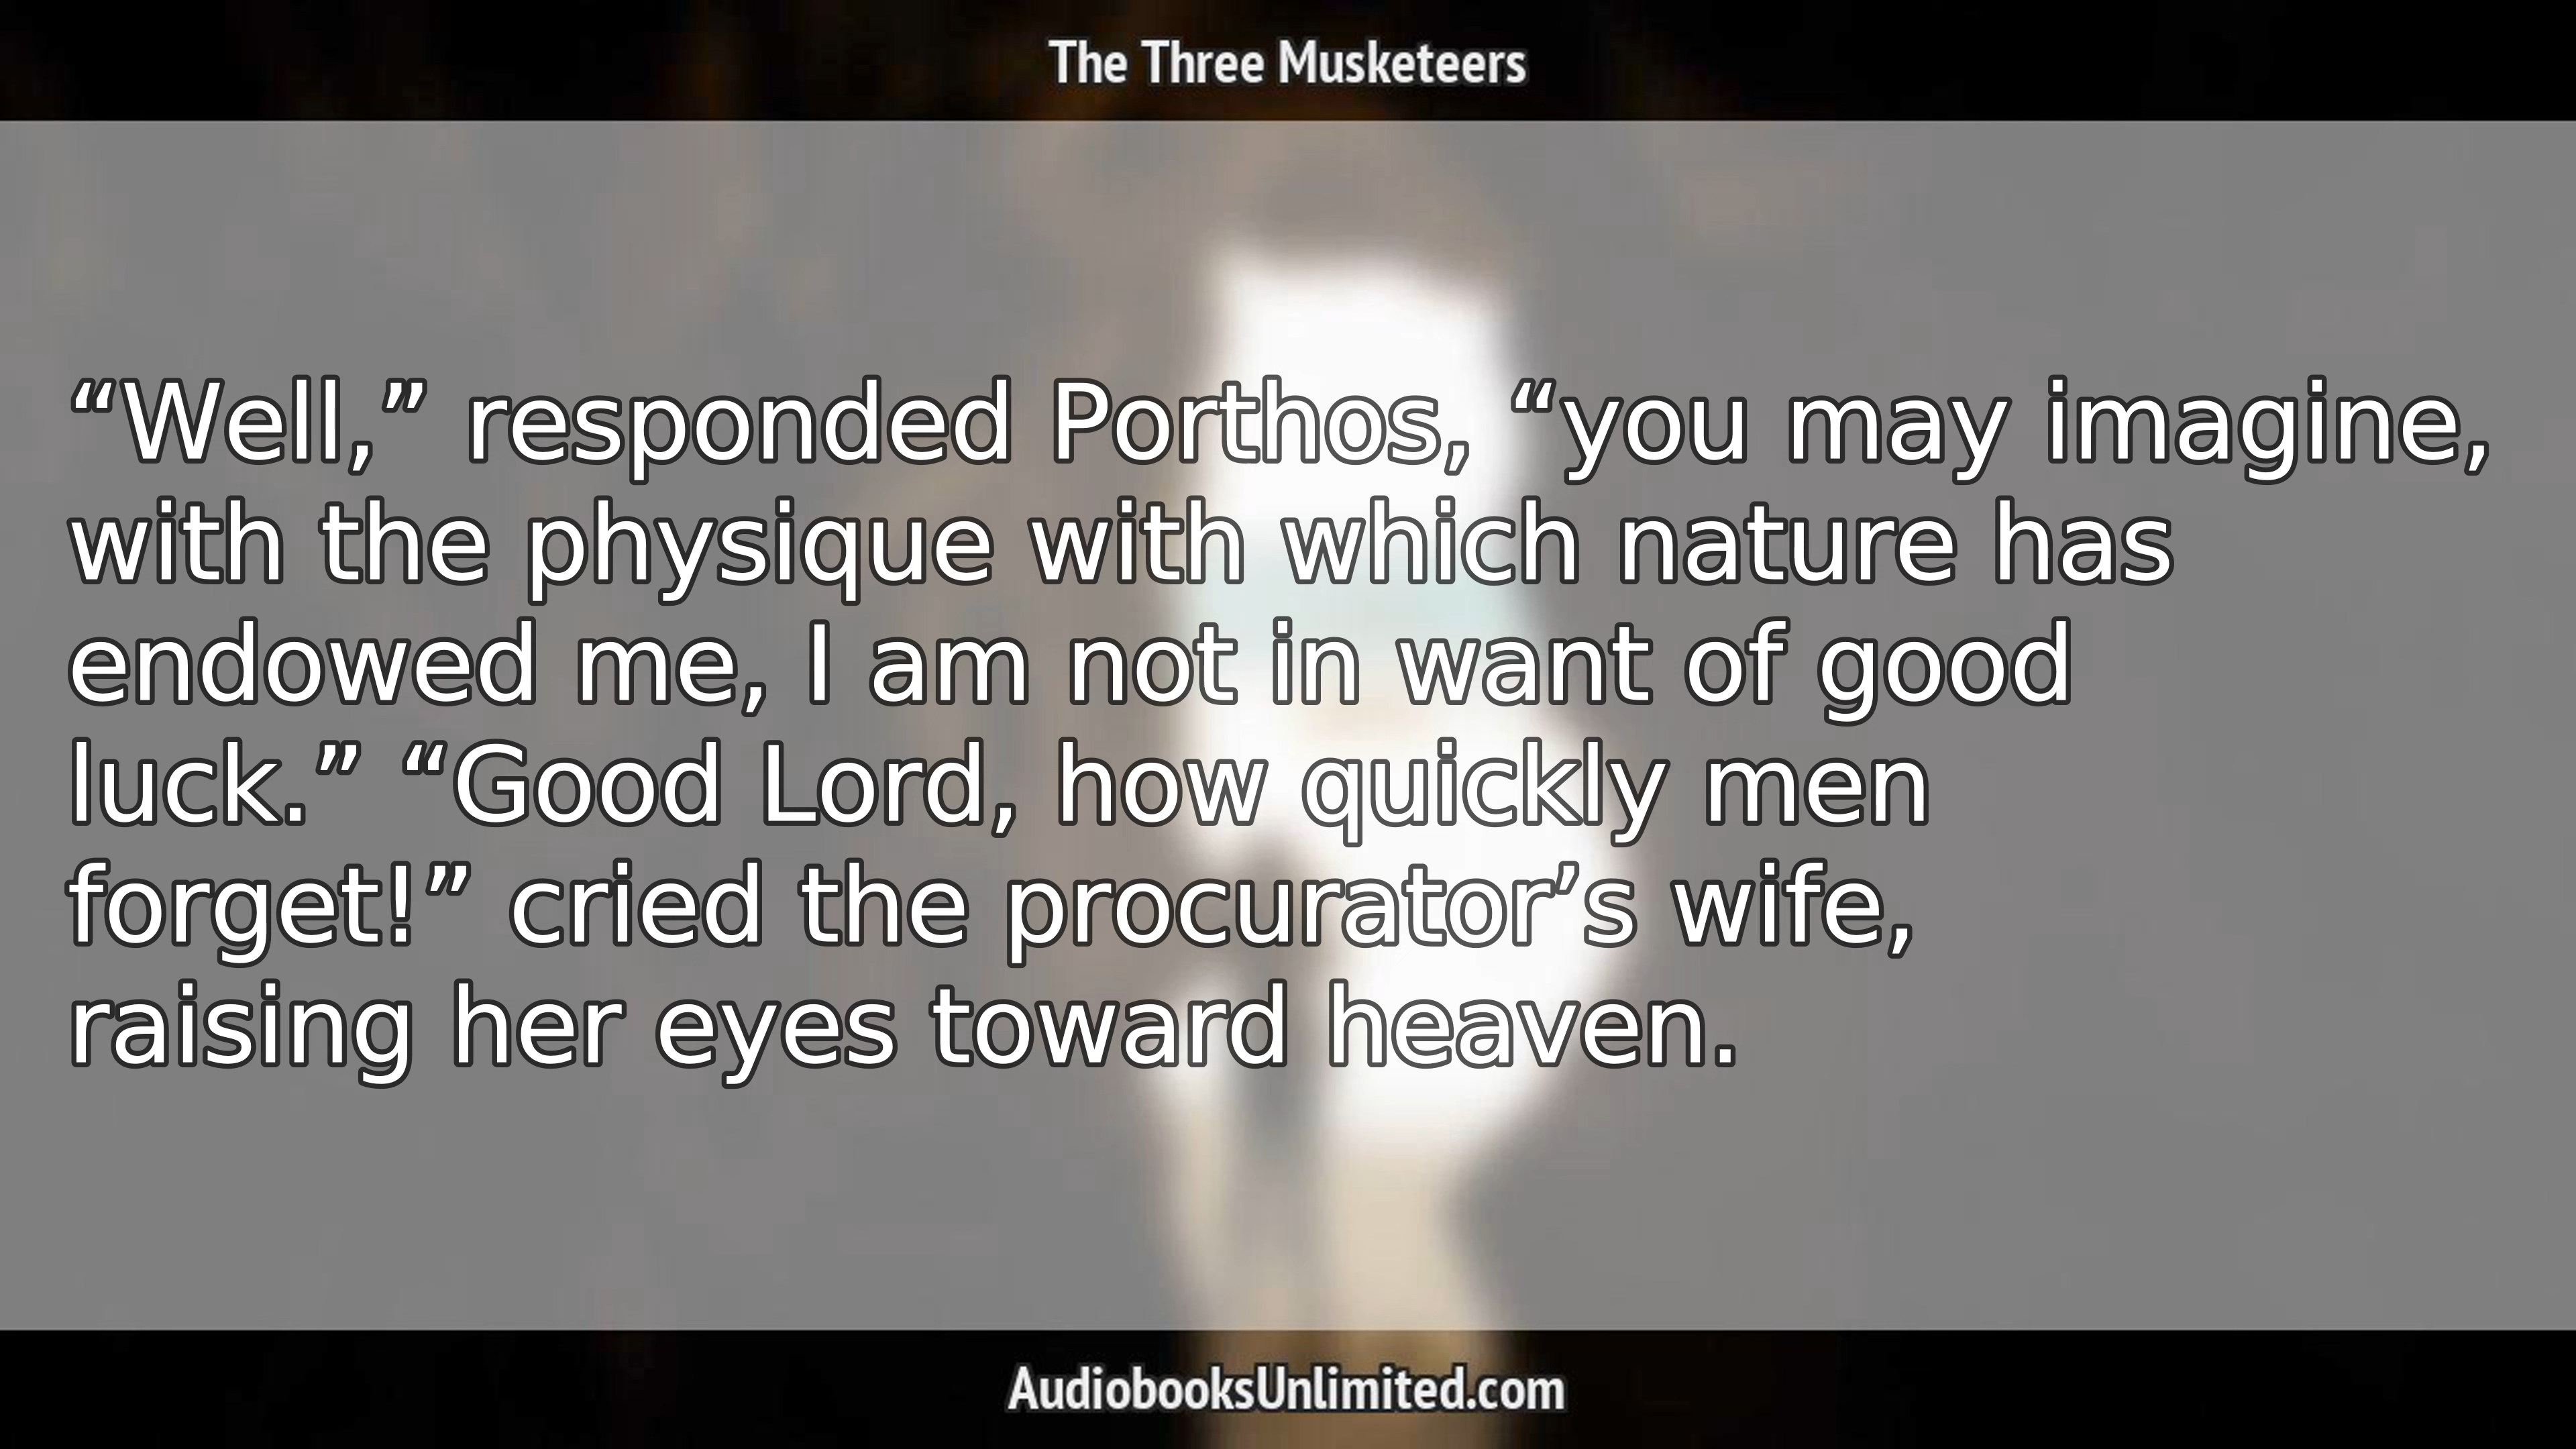 The Three Musketeers
“Well,” responded Porthos, “you may imagine,
with the physique with which nature has
endowed me, I am not in want of good
luck.” “Good Lord, how quickly men
forget!” cried the procurator’s wife,
raising her eyes toward heaven.
AudiobooksUnlimited.com